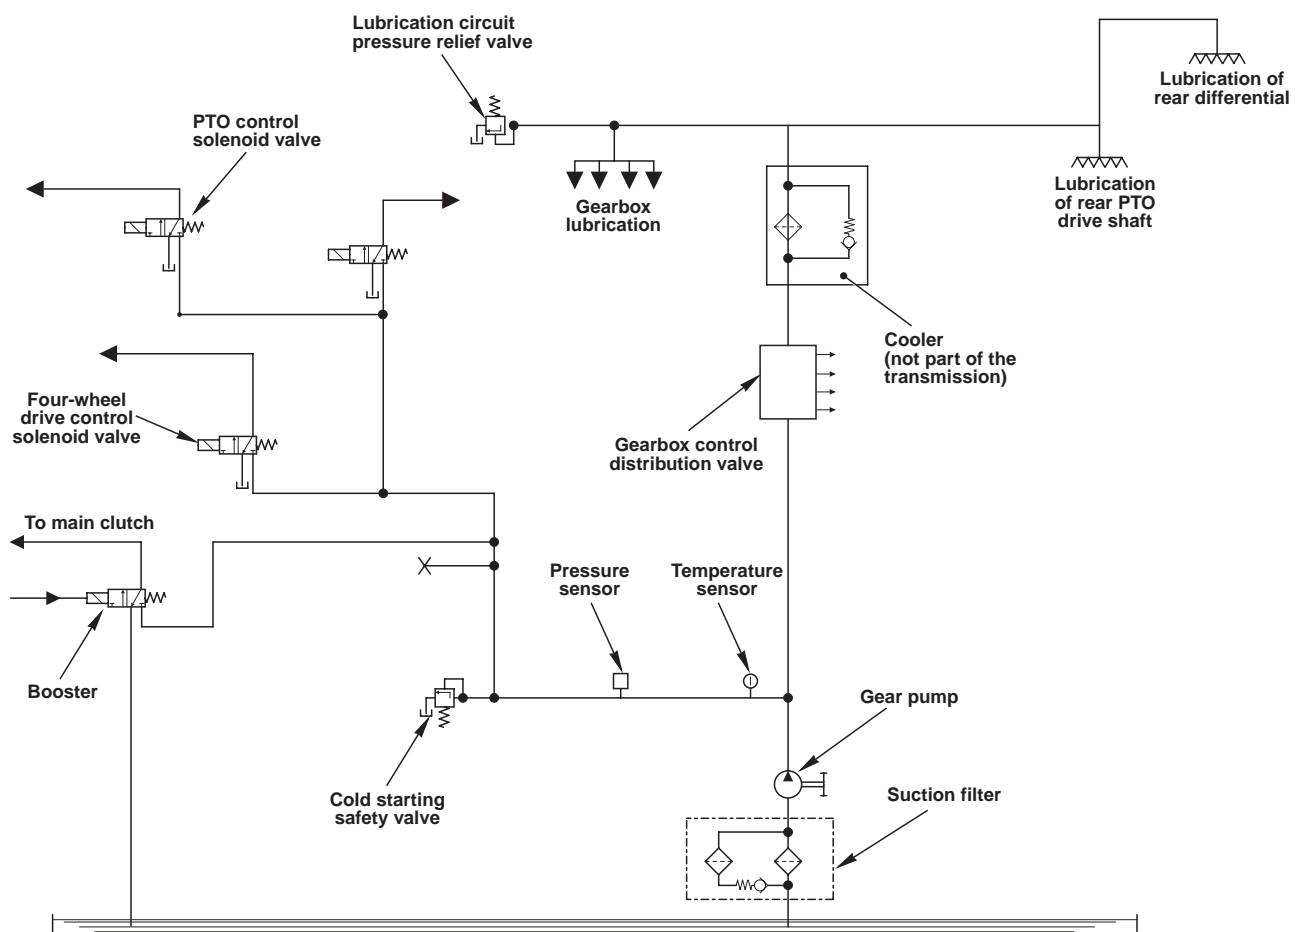 Lubrication circuit
pressure relief valve
Lubrication of
rear differential
PTO control
solenoid valve
Gearbox
lubrication
Lubrication
of rear PTO
drive shaft
Cooler
(not part of the
transmission)
Four-wheel
drive control
solenoid valve
Gearbox control
distribution valve
To main clutch
Pressure
sensor
Temperature
sensor
Booster
Gear pump
Cold starting
safety valve
Suction filter